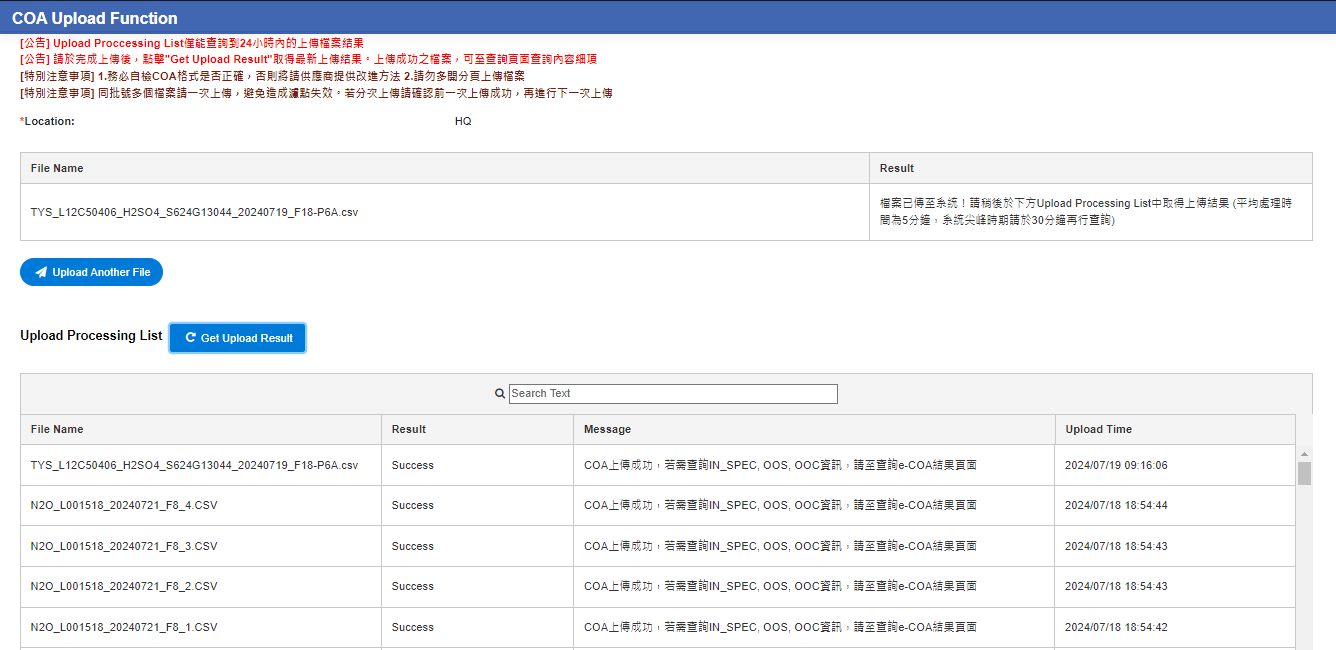 COA Upload Function
[公告] Upload Proccessing List僅能查詢到24小時內的上傳檔案結果
[公告] 請於完成上傳後，點擊"Get Upload Result"取得最新上傳結果。上傳成功之檔案，可至查詢頁面查詢內容細項
[特別注意事項] 1.務必自檢COA格式是否正確，否則將請供應商提供改進方法 2.請勿多開分頁上傳檔案
[特別注意事項] 同批號多個檔案請一次上傳，避免造成濾點失效。若分次上傳請確認前一次上傳成功，再進行下一次上傳
*Location: HQ
File Name Result
TYS_L12C50406_H2SO4_S624G13044_20240719_F18-P6A.csv
檔案已傳至系統！請稍後於下方Upload Processing List中取得上傳結果 (平均處理時
間為5分鐘，系統尖峰時期請於30分鐘再行查詢)
Upload Another File
Upload Processing List Get Upload Result
Search Text
File Name Result Message Upload Time
TYS_L12C50406_H2SO4_S624G13044_20240719_F18-P6A.csv Success COA上傳成功，若需查詢IN_SPEC, OOS, OOC資訊，請至查詢e-COA結果頁面 2024/07/19 09:16:06
N2O_L001518_20240721_F8_4.CSV Success COA上傳成功，若需查詢IN_SPEC, OOS, OOC資訊，請至查詢e-COA結果頁面 2024/07/18 18:54:44
N2O_L001518_20240721_F8_3.CSV Success COA上傳成功，若需查詢IN_SPEC, OOS, OOC資訊，請至查詢e-COA結果頁面 2024/07/18 18:54:43
N2O_L001518_20240721_F8_2.CSV Success COA上傳成功，若需查詢IN_SPEC, OOS, OOC資訊，請至查詢e-COA結果頁面 2024/07/18 18:54:43
N2O_L001518_20240721_F8_1.CSV Success COA上傳成功，若需查詢IN_SPEC, OOS, OOC資訊，請至查詢e-COA結果頁面 2024/07/18 18:54:42